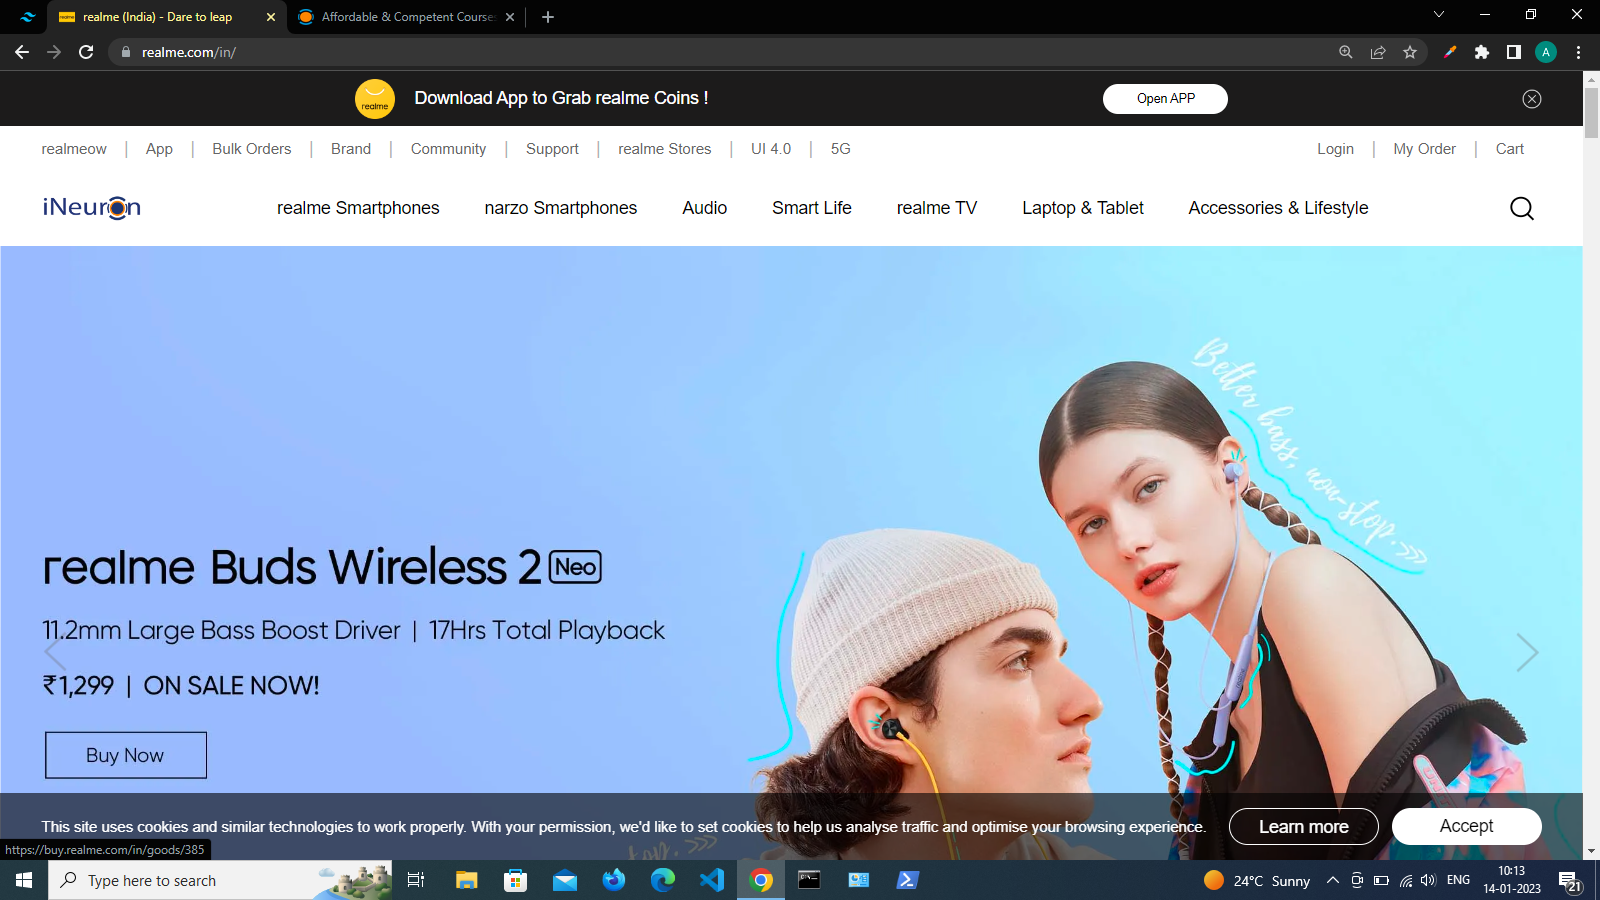 realme (India) - Dare to leap
Affordable & Competent Courses
realme.com/in/
A
realme
Download App to Grab realme Coins !
Open APP
realmeow | App | Bulk Orders | Brand | Community | Support | realme Stores | UI 4.0 | 5G
Login | My Order | Cart
iNeuron
realme Smartphones
narzo Smartphones
Audio
Smart Life
realme TV
Laptop & Tablet
Accessories & Lifestyle
Better bass, non-stop.
realme Buds Wireless 2 Neo
11.2mm Large Bass Boost Driver | 17Hrs Total Playback
₹1,299 | ON SALE NOW!
Buy Now
This site uses cookies and similar technologies to work properly. With your permission, we'd like to set cookies to help us analyse traffic and optimise your browsing experience.
Learn more
Accept
https://buy.realme.com/in/goods/385
Type here to search
24°C Sunny
ENG
10:13
14-01-2023
21